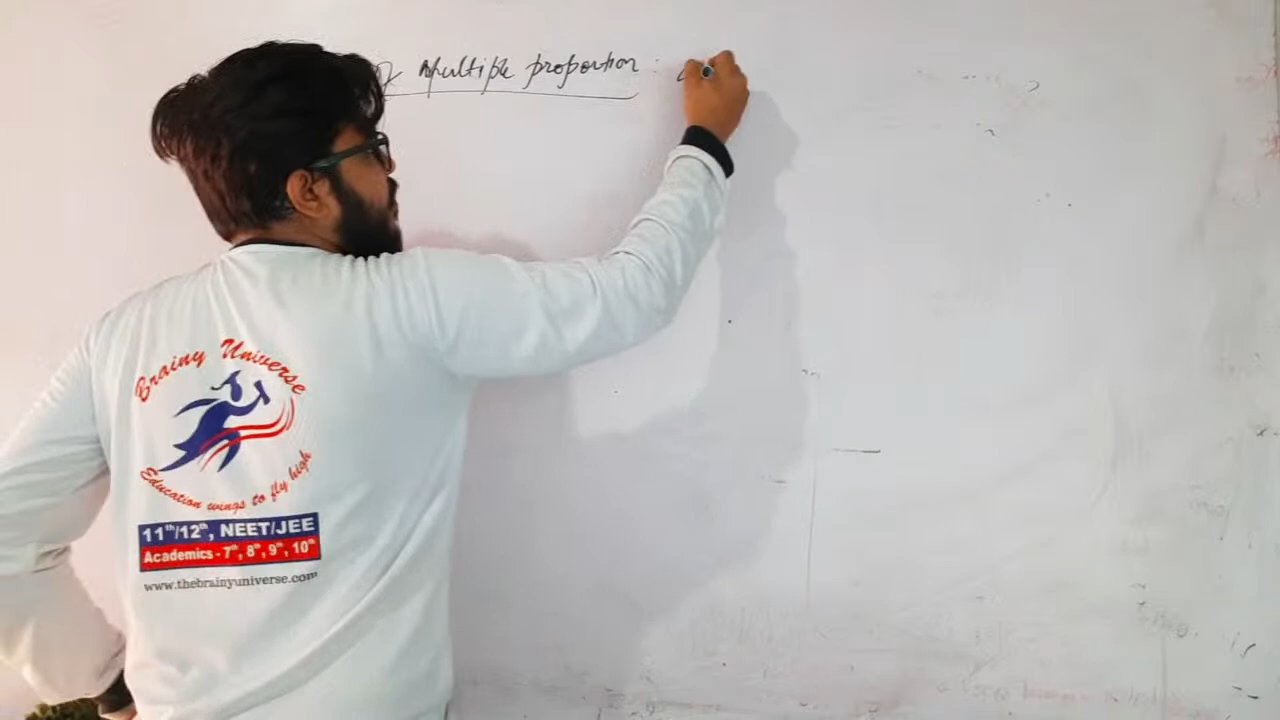 Multiple proportion :
Brainy Universe
Education wings to fly high
11th/12th, NEET/JEE
Academics - 7th, 8th, 9th, 10th
www.thebrainyuniverse.com